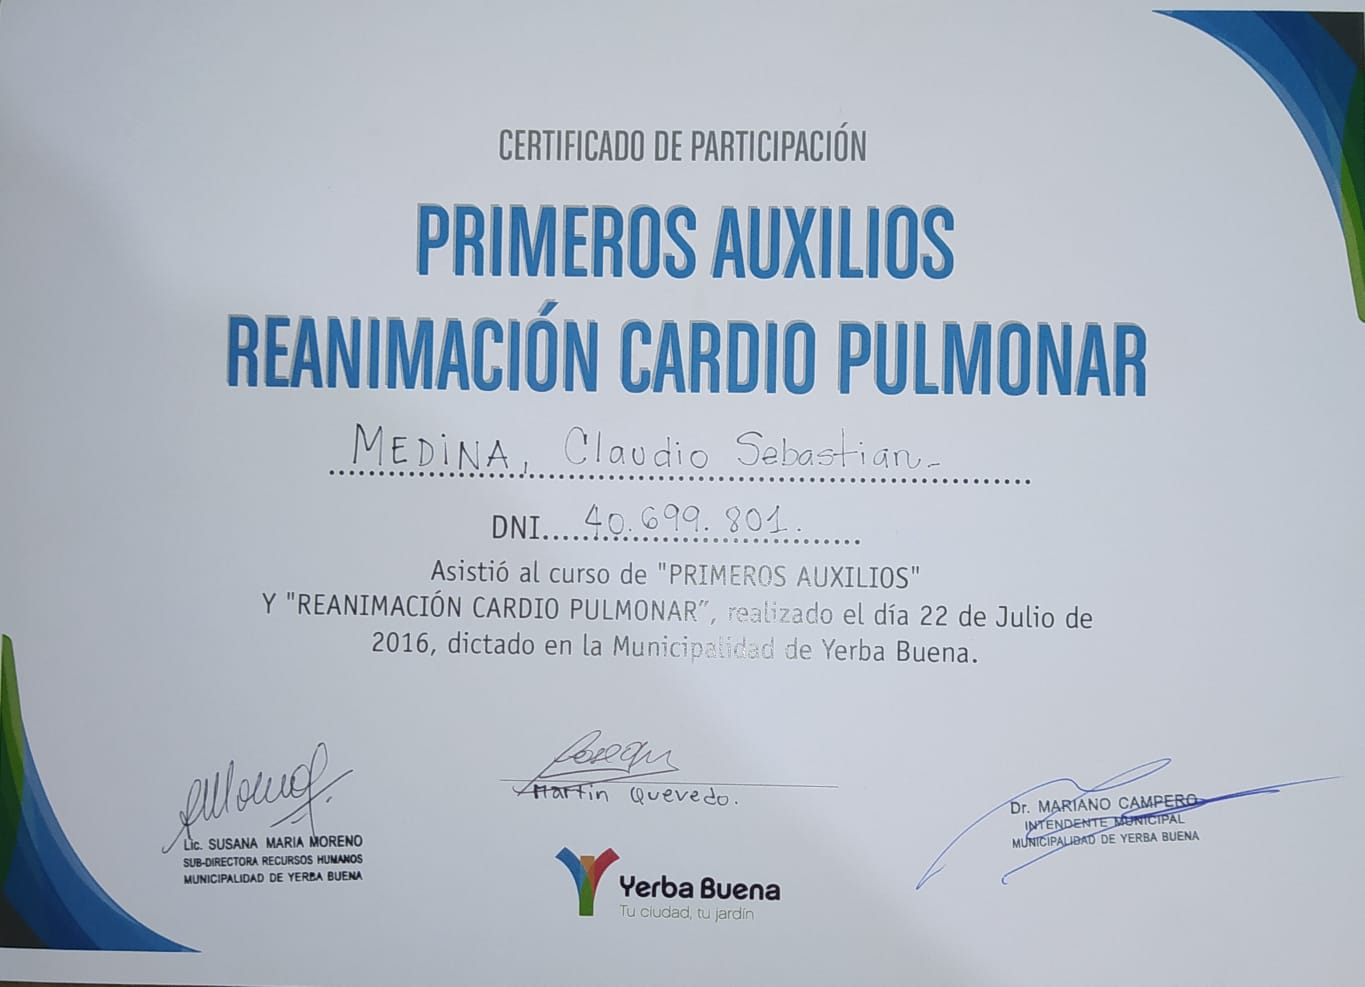 CERTIFICADO DE PARTICIPACIÓN
PRIMEROS AUXILIOS
REANIMACIÓN CARDIO PULMONAR
MEDINA, Claudio Sebastian.-
DNI.....40.699.801.
Asistió al curso de "PRIMEROS AUXILIOS"
Y "REANIMACIÓN CARDIO PULMONAR", realizado el día 22 de Julio de
2016, dictado en la Municipalidad de Yerba Buena.
Lic. SUSANA MARIA MORENO
SUB-DIRECTORA RECURSOS HUMANOS
MUNICIPALIDAD DE YERBA BUENA
Martin Quevedo.
Dr. MARIANO CAMPERO
INTENDENTE MUNICIPAL
MUNICIPALIDAD DE YERBA BUENA
Yerba Buena
Tu ciudad, tu jardín